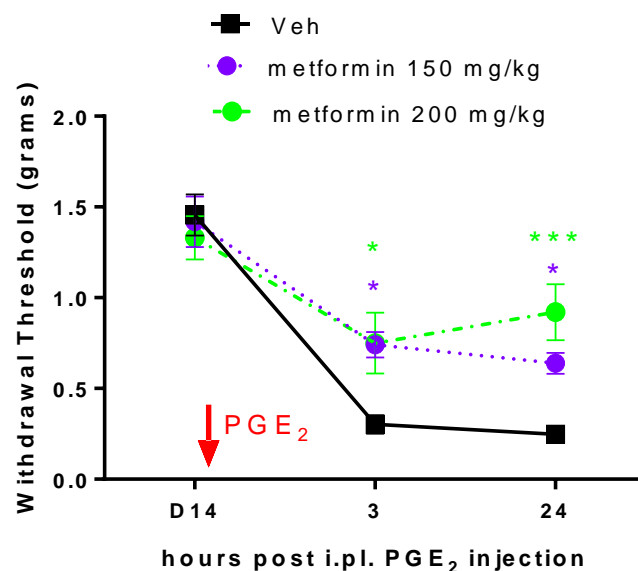 Veh
metformin 150 mg/kg
metformin 200 mg/kg
Withdrawal Threshold (grams)
2.0
1.5
1.0
0.5
0.0
*
*
***
*
PGE₂
D14
3
24
hours post i.pl. PGE₂ injection